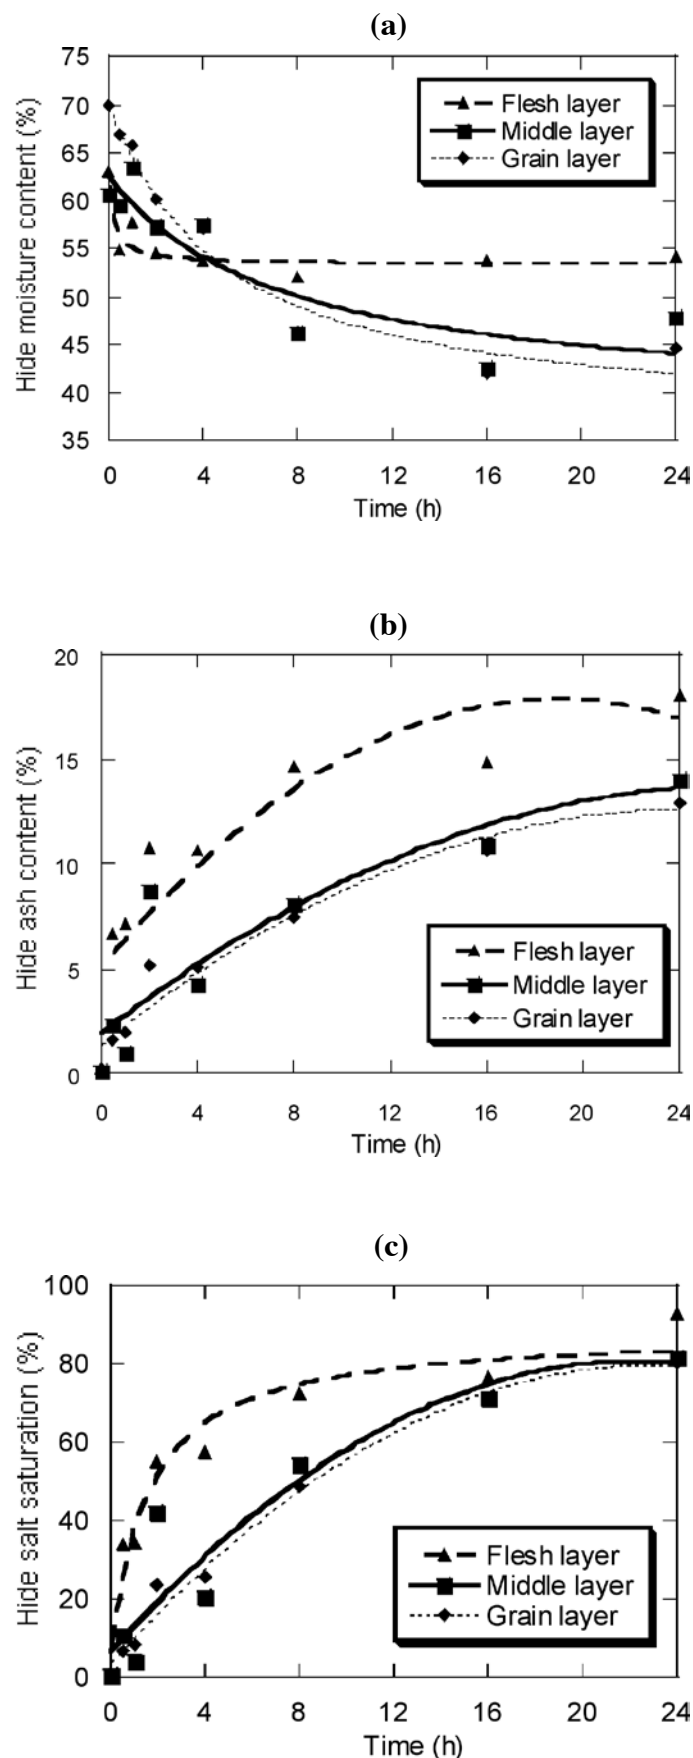 (a)
Hide moisture content (%)
75
70
65
60
55
50
45
40
35
Flesh layer
Middle layer
Grain layer
0 4 8 12 16 20 24
Time (h)
(b)
Hide ash content (%)
20
15
10
5
0
Flesh layer
Middle layer
Grain layer
0 4 8 12 16 20 24
Time (h)
(c)
Hide salt saturation (%)
100
80
60
40
20
0
Flesh layer
Middle layer
Grain layer
0 4 8 12 16 20 24
Time (h)